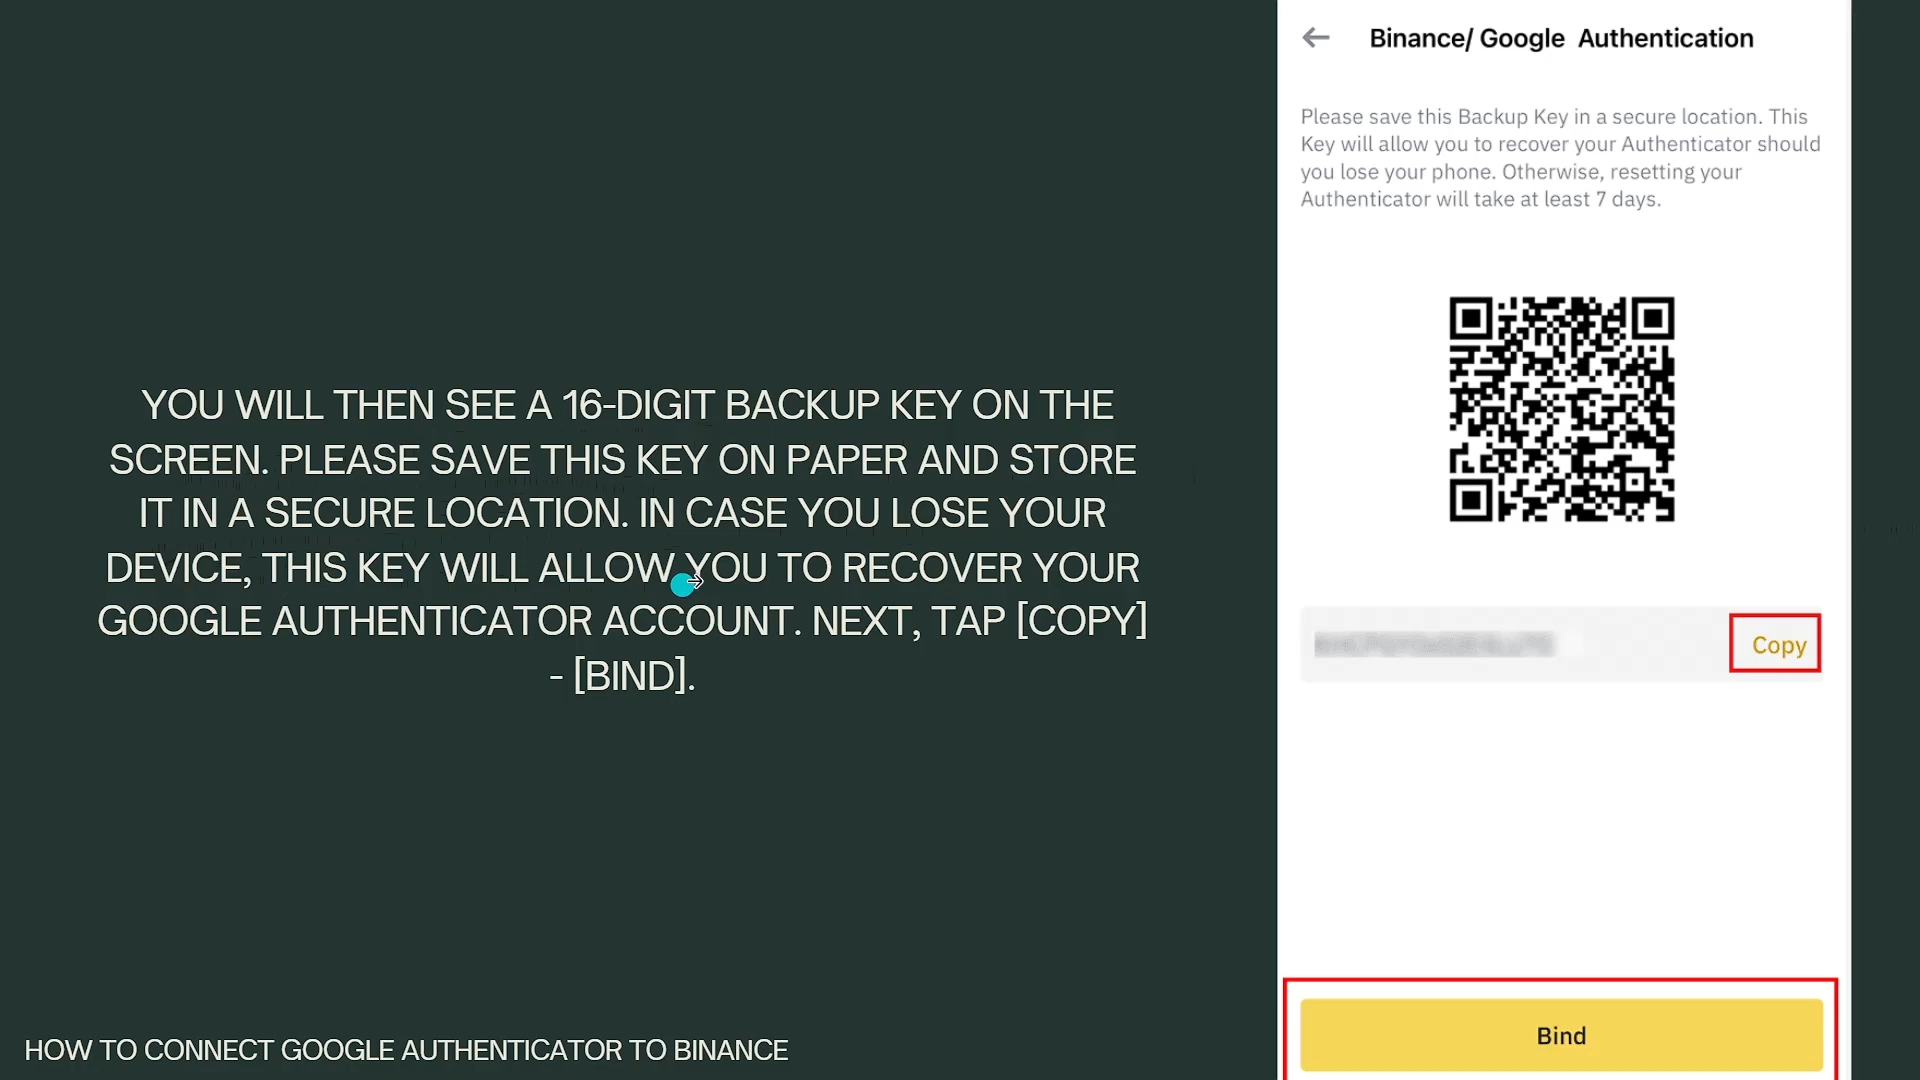 YOU WILL THEN SEE A 16-DIGIT BACKUP KEY ON THE
SCREEN. PLEASE SAVE THIS KEY ON PAPER AND STORE
IT IN A SECURE LOCATION. IN CASE YOU LOSE YOUR
DEVICE, THIS KEY WILL ALLOW YOU TO RECOVER YOUR
GOOGLE AUTHENTICATOR ACCOUNT. NEXT, TAP [COPY]
- [BIND].
HOW TO CONNECT GOOGLE AUTHENTICATOR TO BINANCE
Binance/ Google Authentication
Please save this Backup Key in a secure location. This
Key will allow you to recover your Authenticator should
you lose your phone. Otherwise, resetting your
Authenticator will take at least 7 days.
Copy
Bind